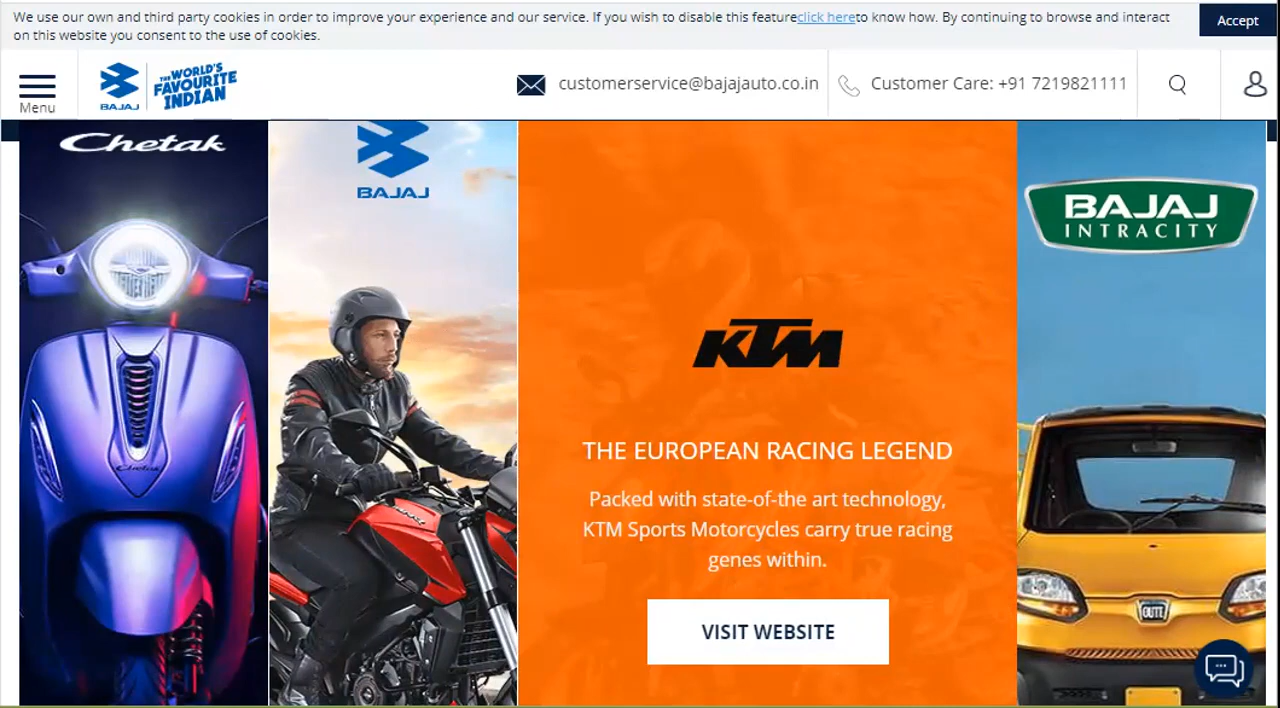 We use our own and third party cookies in order to improve your experience and our service. If you wish to disable this featureclick hereto know how. By continuing to browse and interact
on this website you consent to the use of cookies.
Accept
Menu
BAJAJ
THE WORLD'S
FAVOURITE
INDIAN
customerservice@bajajauto.co.in
Customer Care: +91 7219821111
Chetak
BAJAJ
BAJAJ
INTRACITY
KTM
THE EUROPEAN RACING LEGEND
Packed with state-of-the art technology,
KTM Sports Motorcycles carry true racing
genes within.
VISIT WEBSITE
Chetak
QUTE